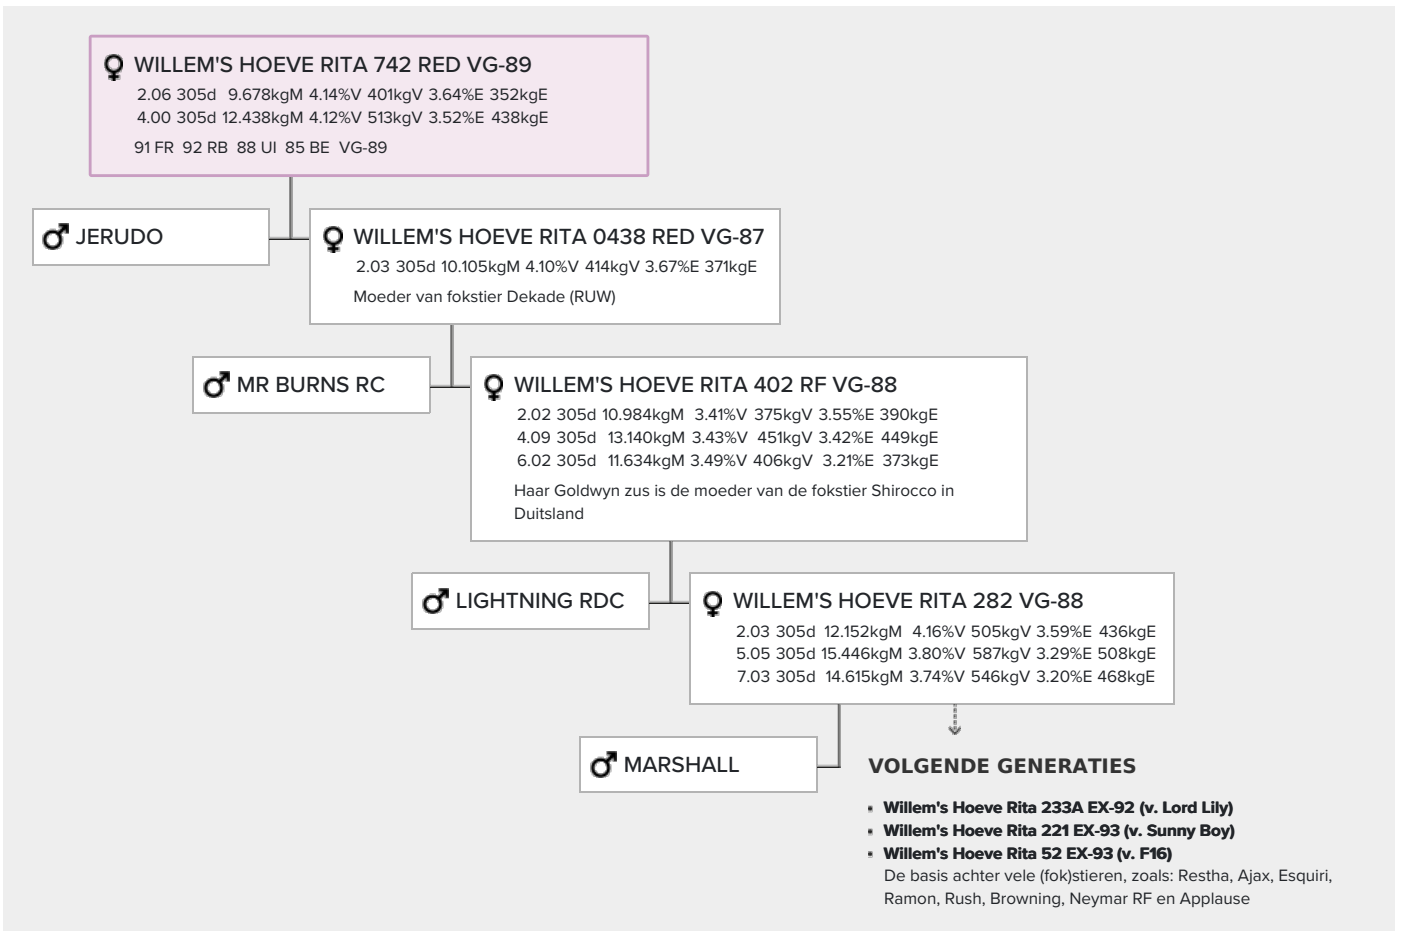 WILLEM'S HOEVE RITA 742 RED VG-89
2.06 305d 9.678kgM 4.14%V 401kgV 3.64%E 352kgE
4.00 305d 12.438kgM 4.12%V 513kgV 3.52%E 438kgE
91 FR 92 RB 88 UI 85 BE VG-89
JERUDO
WILLEM'S HOEVE RITA 0438 RED VG-87
2.03 305d 10.105kgM 4.10%V 414kgV 3.67%E 371kgE
Moeder van fokstier Dekade (RUW)
MR BURNS RC
WILLEM'S HOEVE RITA 402 RF VG-88
2.02 305d 10.984kgM 3.41%V 375kgV 3.55%E 390kgE
4.09 305d 13.140kgM 3.43%V 451kgV 3.42%E 449kgE
6.02 305d 11.634kgM 3.49%V 406kgV 3.21%E 373kgE
Haar Goldwyn zus is de moeder van de fokstier Shirocco in
Duitsland
LIGHTNING RDC
WILLEM'S HOEVE RITA 282 VG-88
2.03 305d 12.152kgM 4.16%V 505kgV 3.59%E 436kgE
5.05 305d 15.446kgM 3.80%V 587kgV 3.29%E 508kgE
7.03 305d 14.615kgM 3.74%V 546kgV 3.20%E 468kgE
MARSHALL
VOLGENDE GENERATIES
Willem's Hoeve Rita 233A EX-92 (v. Lord Lily)
Willem's Hoeve Rita 221 EX-93 (v. Sunny Boy)
Willem's Hoeve Rita 52 EX-93 (v. F16)
De basis achter vele (fok)stieren, zoals: Restha, Ajax, Esquiri,
Ramon, Rush, Browning, Neymar RF en Applause